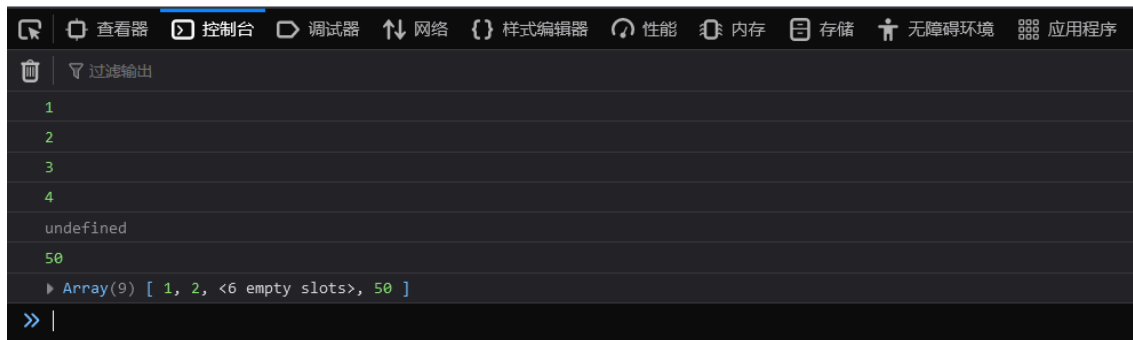 查看器 控制台 调试器 网络 {} 样式编辑器 性能 内存 存储 无障碍环境 应用程序
过滤输出
1
2
3
4
undefined
50
Array(9) [ 1, 2, <6 empty slots>, 50 ]